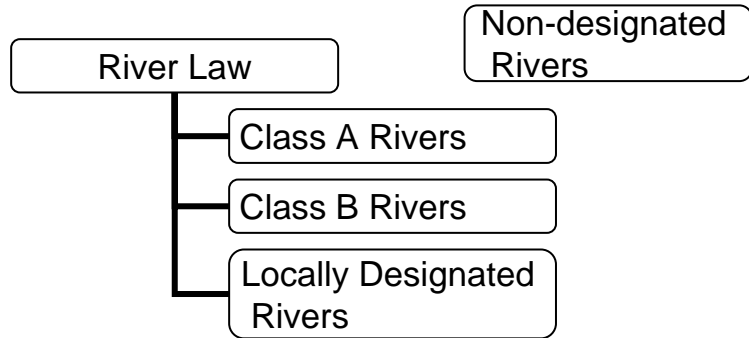 Non-designated
Rivers
River Law
Class A Rivers
Class B Rivers
Locally Designated
Rivers